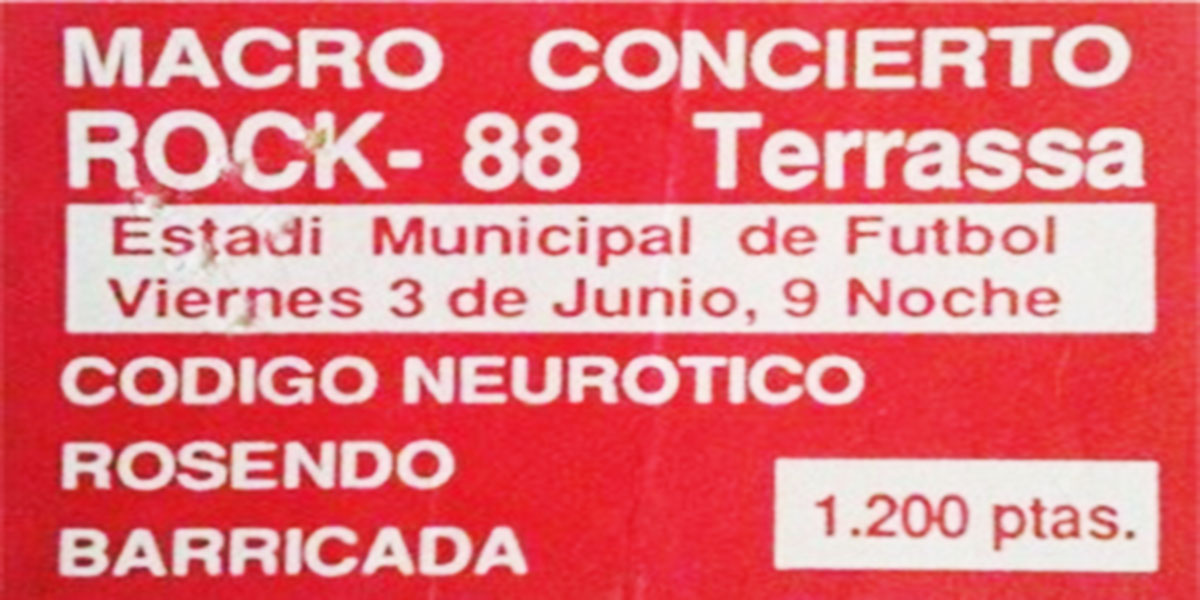 MACRO CONCIERTO
ROCK- 88 Terrassa
Estadi Municipal de Futbol
Viernes 3 de Junio, 9 Noche
CODIGO NEUROTICO
ROSENDO
BARRICADA
1.200 ptas.